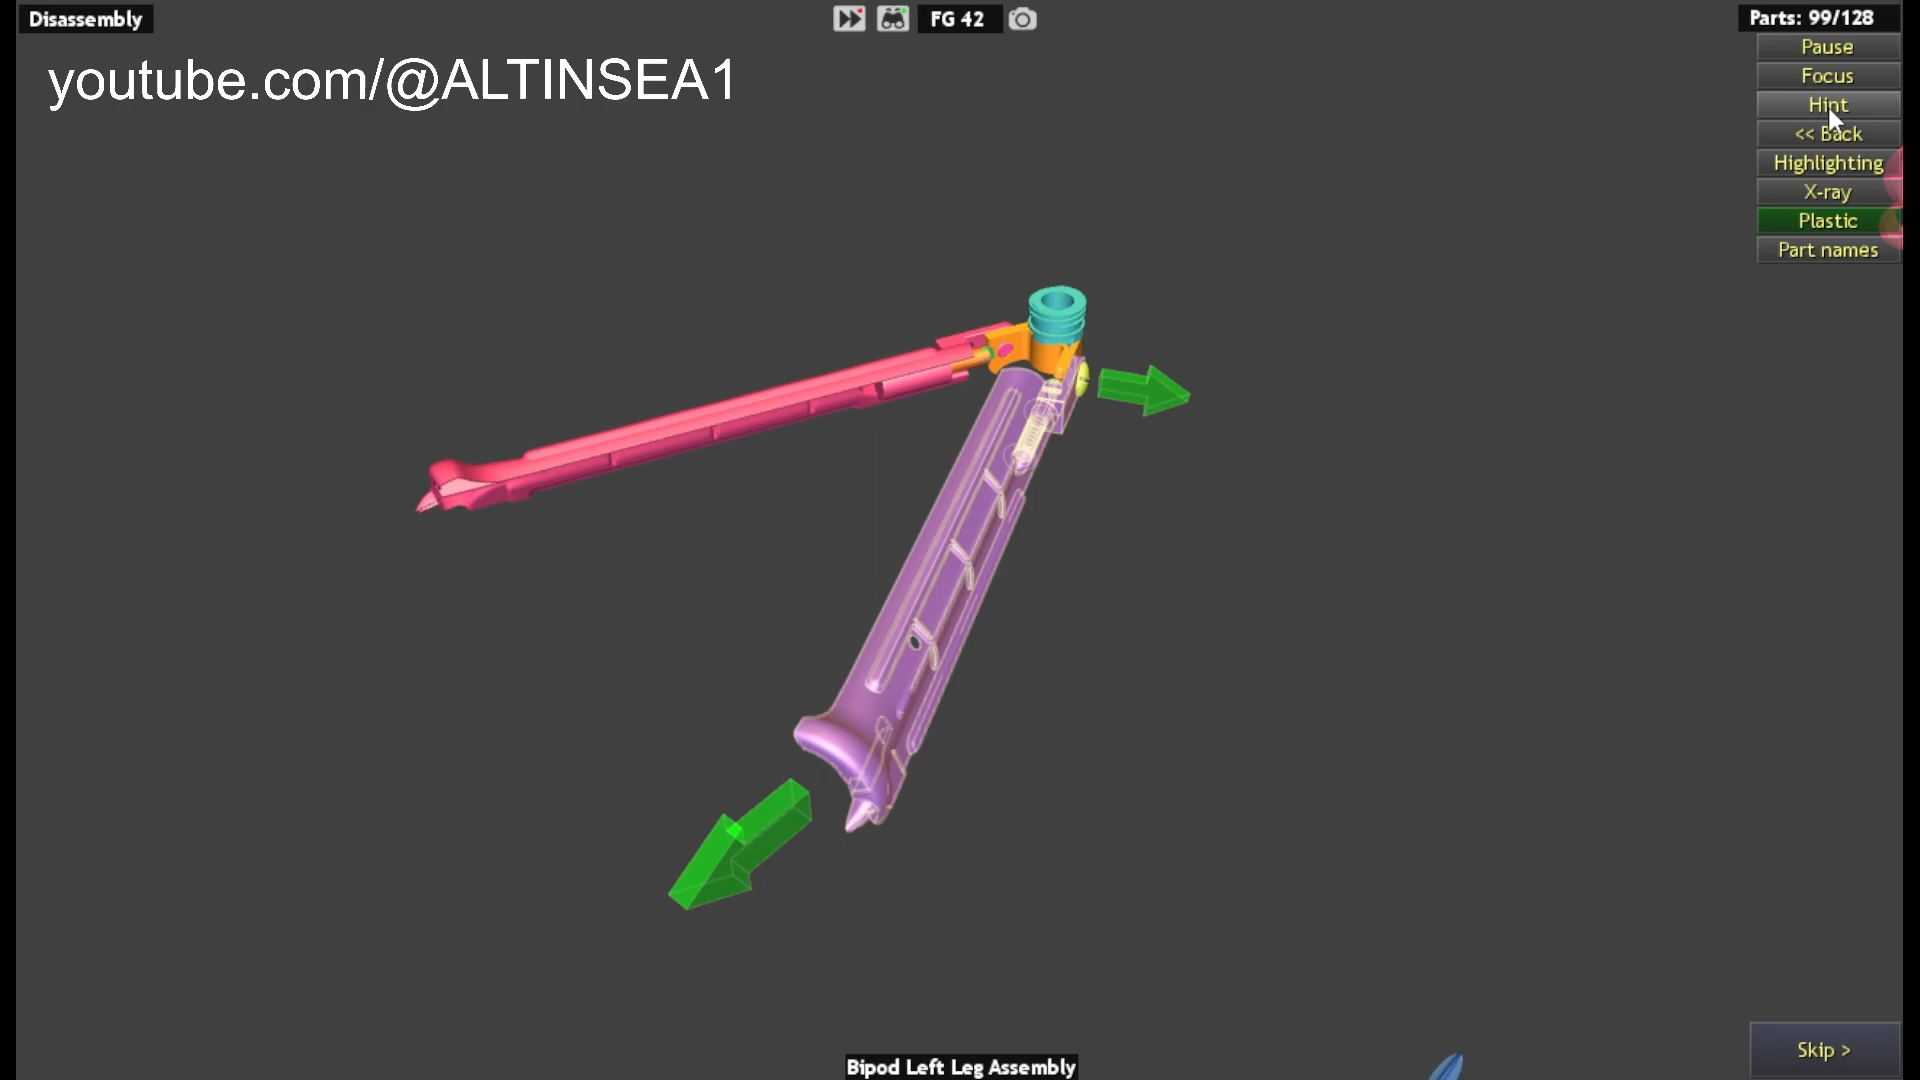 Disassembly
FG 42
Parts: 99/128
youtube.com/@ALTINSEA1
Pause
Focus
Hint
<< Back
Highlighting
X-ray
Plastic
Part names
Skip >
Bipod Left Leg Assembly